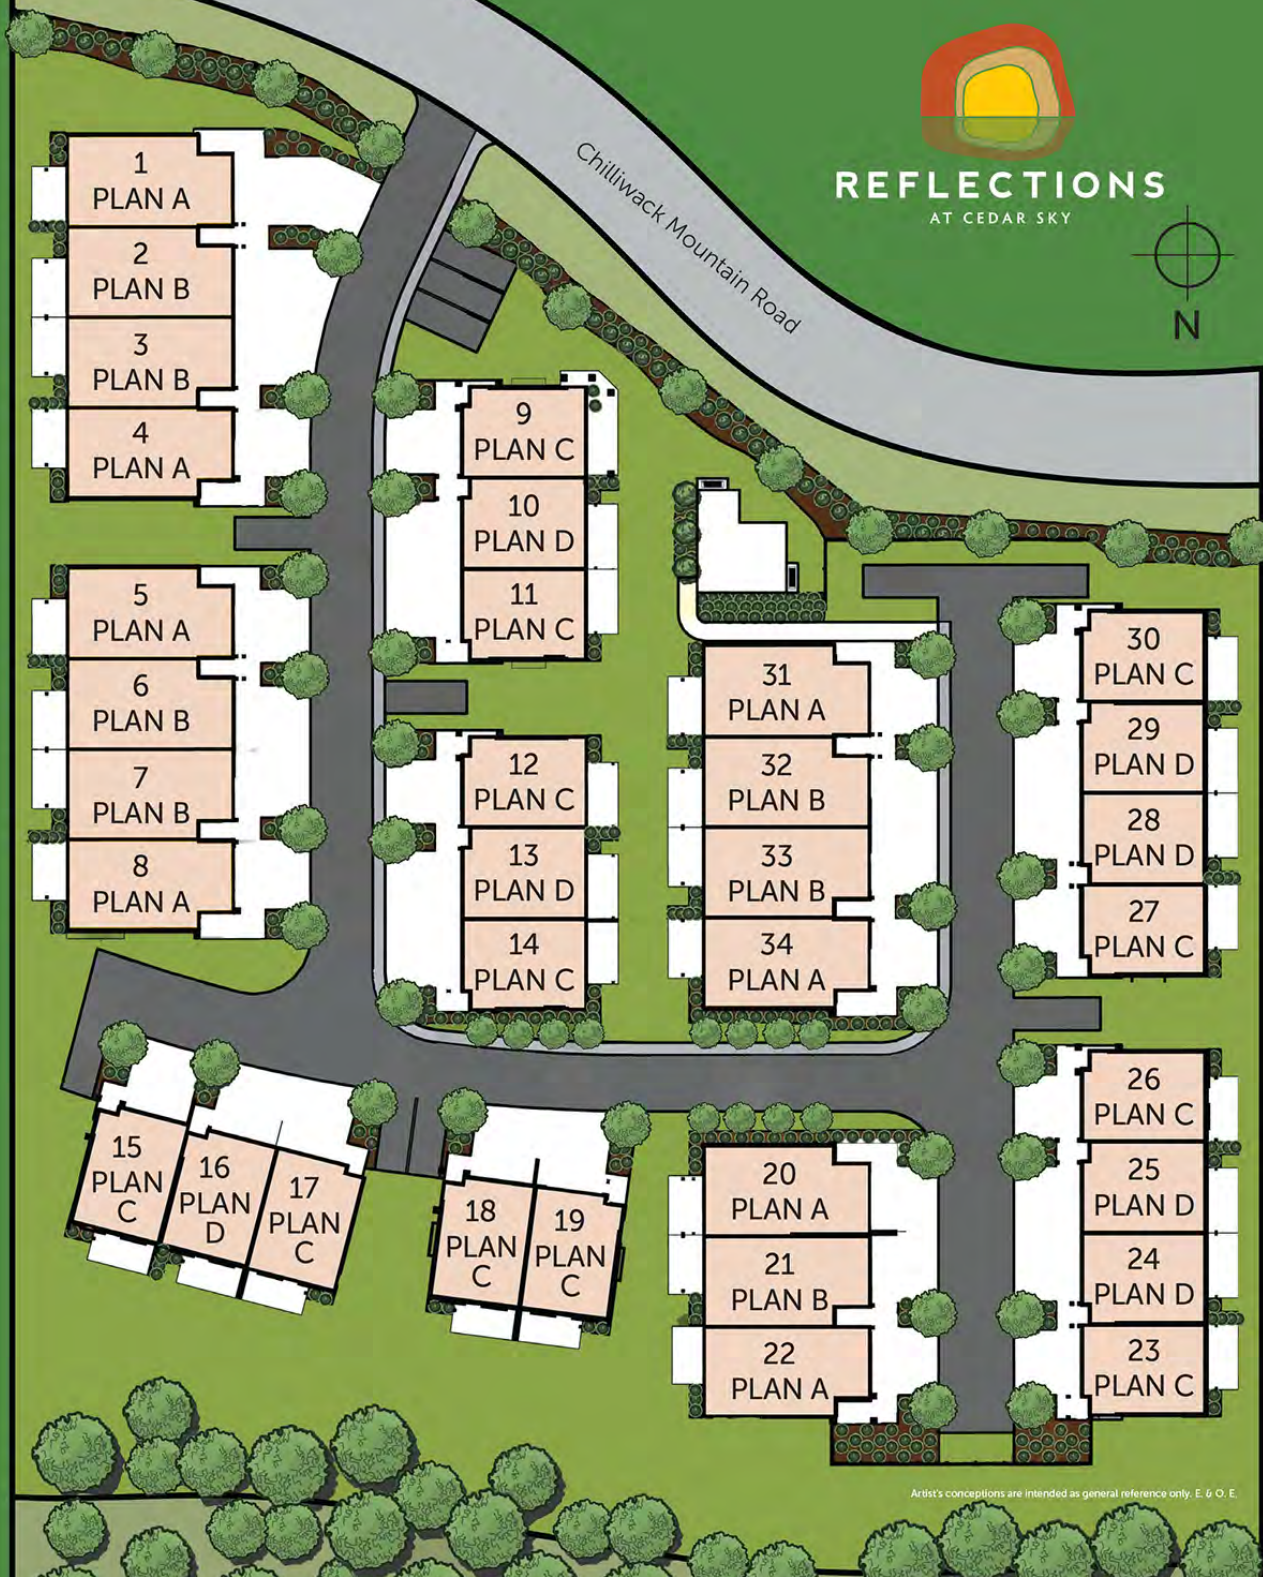 REFLECTIONS
AT CEDAR SKY
N
Chilliwack Mountain Road
1
PLAN A
2
PLAN B
3
PLAN B
4
PLAN A
5
PLAN A
6
PLAN B
7
PLAN B
8
PLAN A
9
PLAN C
10
PLAN D
11
PLAN C
12
PLAN C
13
PLAN D
14
PLAN C
15
PLAN
C
16
PLAN
D
17
PLAN
C
18
PLAN
C
19
PLAN
C
20
PLAN A
21
PLAN B
22
PLAN A
23
PLAN C
24
PLAN D
25
PLAN D
26
PLAN C
27
PLAN C
28
PLAN D
29
PLAN D
30
PLAN C
31
PLAN A
32
PLAN B
33
PLAN B
34
PLAN A
Artist's conceptions are intended as general reference only. E. & O. E.